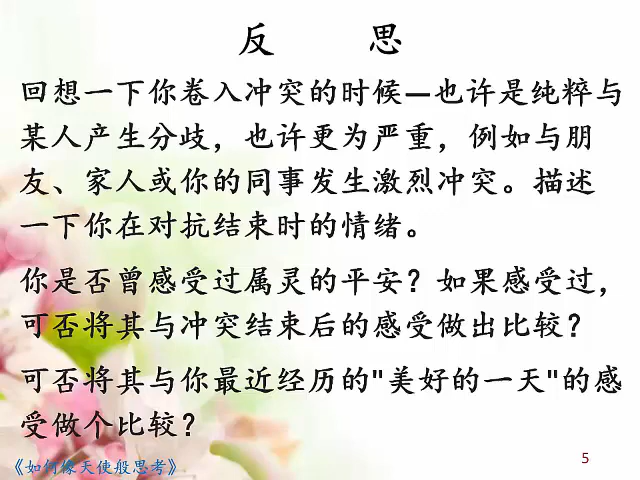 反 思
回想一下你卷入冲突的时候—也许是纯粹与
某人产生分歧，也许更为严重，例如与朋
友、家人或你的同事发生激烈冲突。描述
一下你在对抗结束时的情绪。
你是否曾感受过属灵的平安？如果感受过，
可否将其与冲突结束后的感受做出比较？
可否将其与你最近经历的"美好的一天"的感
受做个比较？
《如何像天使般思考》
5